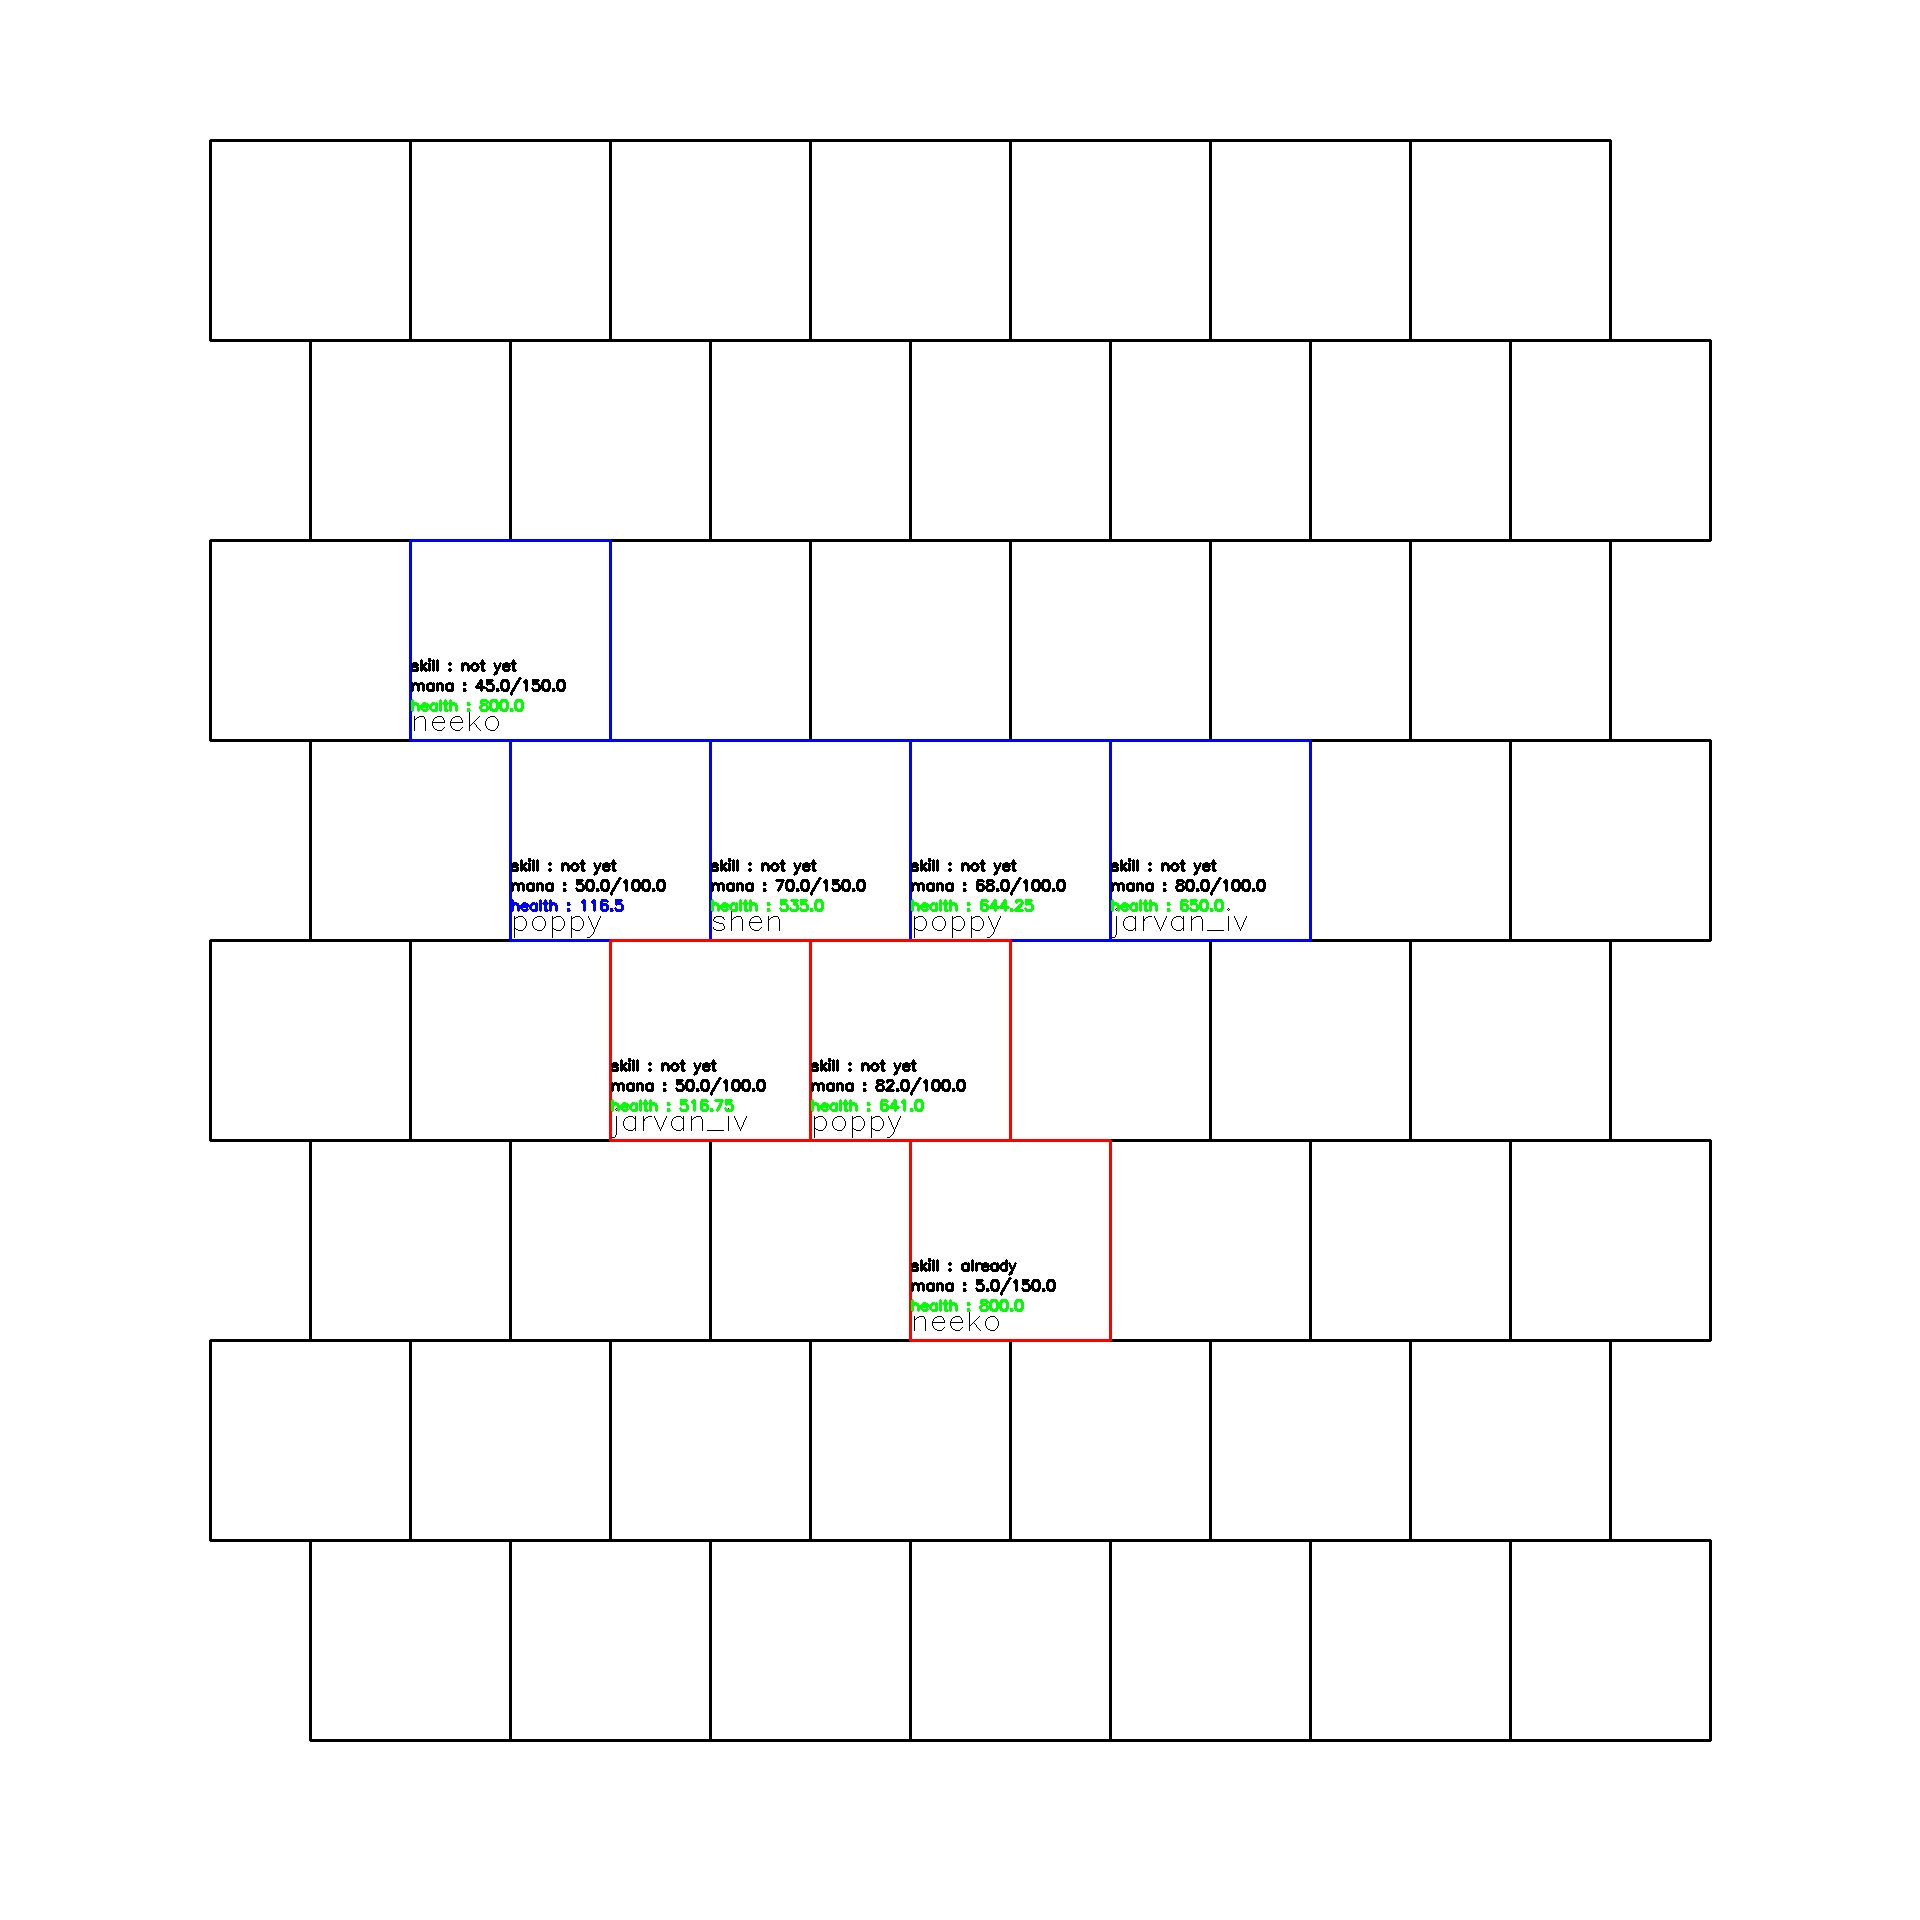 skill : not yet
mana : 45.0/150.0
health : 800.0
neeko
skill : not yet
mana : 50.0/100.0
health : 116.5
poppy
skill : not yet
mana : 70.0/150.0
health : 535.0
shen
skill : not yet
mana : 68.0/100.0
health : 644.25
poppy
skill : not yet
mana : 80.0/100.0
health : 650.0
jarvan_iv
skill : not yet
mana : 50.0/100.0
health : 516.75
jarvan_iv
skill : not yet
mana : 82.0/100.0
health : 641.0
poppy
skill : already
mana : 5.0/150.0
health : 800.0
neeko